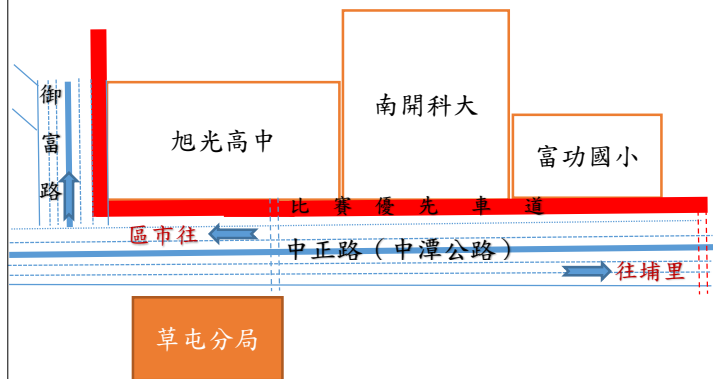 御富路
旭光高中
南開科大
富功國小
比賽優先車道
區市往
中正路（中潭公路）
往埔里
草屯分局